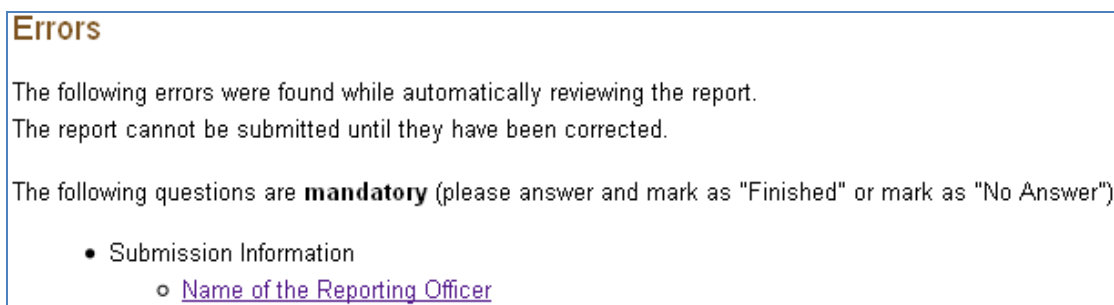 Errors
The following errors were found while automatically reviewing the report.
The report cannot be submitted until they have been corrected.
The following questions are mandatory (please answer and mark as "Finished" or mark as "No Answer")
• Submission Information
o Name of the Reporting Officer